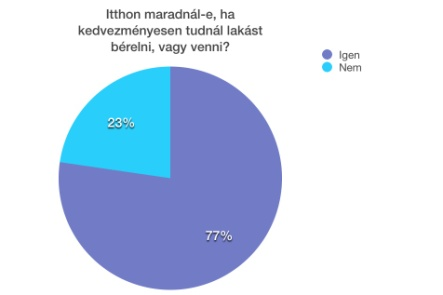 Itthon maradnál-e, ha
kedvezményesen tudnál lakást
bérelni, vagy venni?
Igen
Nem
23%
77%